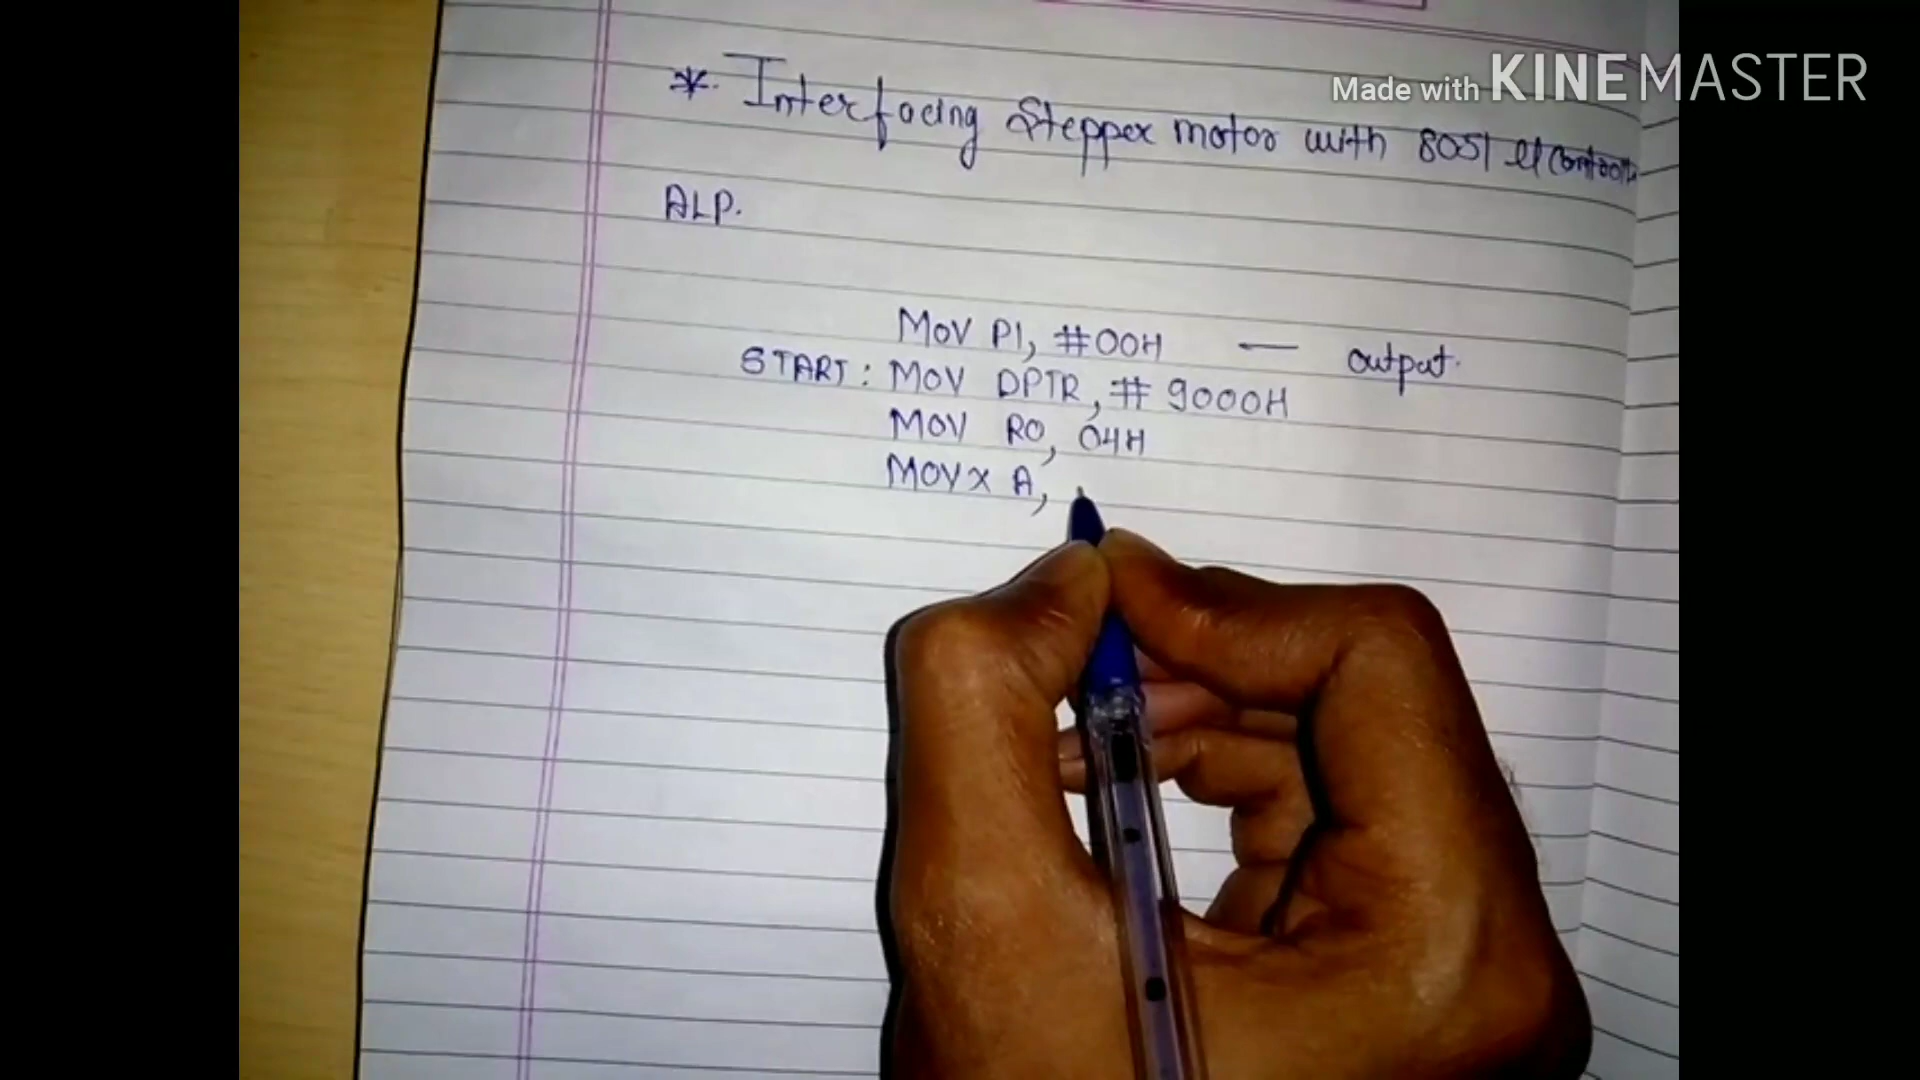 Made with KINEMASTER
* Interfacing Stepper motor with 8051
ALP.
MOV P1, #00H — output.
START: MOV DPTR, # 9000H
MOV R0, 04H
MOVX A,